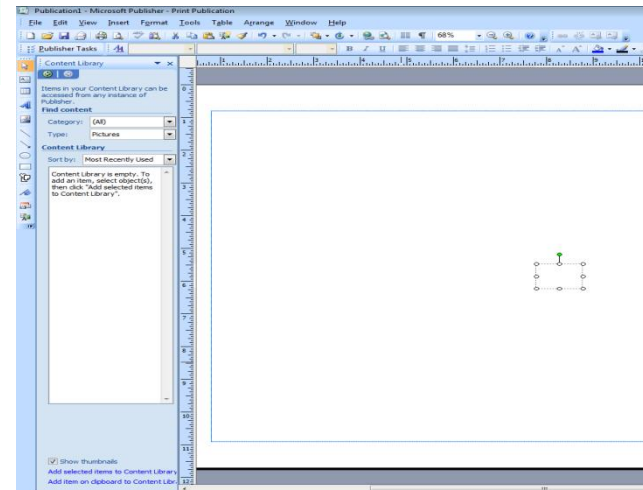 Publication1 - Microsoft Publisher - Print Publication
File Edit View Insert Format Tools Table Arrange Window Help
68%
Publisher Tasks
Content Library
Items in your Content Library can be
accessed from any instance of
Publisher.
Find content
Category: (All)
Type: Pictures
Content Library
Sort by: Most Recently Used
Content Library is empty. To
add an item, select object(s),
then click "Add selected items
to Content Library".
Show thumbnails
Add selected items to Content Library
Add item on clipboard to Content Libr